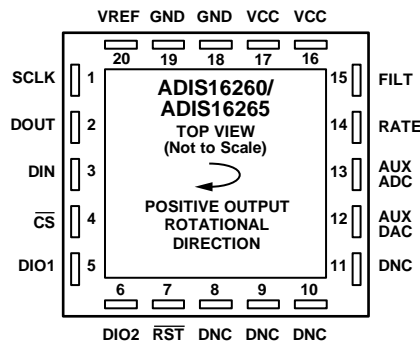 VREF GND GND VCC VCC
20 19 18 17 16
SCLK 1
DOUT 2
DIN 3
CS 4
DIO1 5
ADIS16260/
ADIS16265
TOP VIEW
(Not to Scale)
POSITIVE OUTPUT
ROTATIONAL
DIRECTION
15 FILT
14 RATE
13 AUX
ADC
12 AUX
DAC
11 DNC
6 7 8 9 10
DIO2 RST DNC DNC DNC